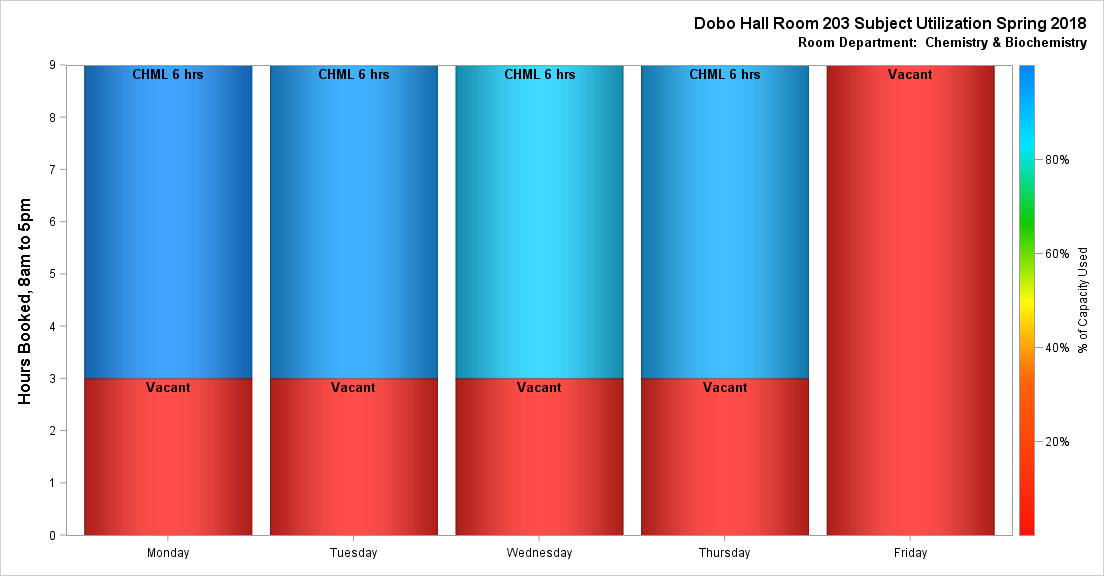 Dobo Hall Room 203 Subject Utilization Spring 2018
Room Department: Chemistry & Biochemistry
Hours Booked, 8am to 5pm
9
8
7
6
5
4
3
2
1
0
CHML 6 hrs
CHML 6 hrs
CHML 6 hrs
CHML 6 hrs
Vacant
Vacant
Vacant
Vacant
Vacant
Monday
Tuesday
Wednesday
Thursday
Friday
80%
60%
40%
20%
% of Capacity Used